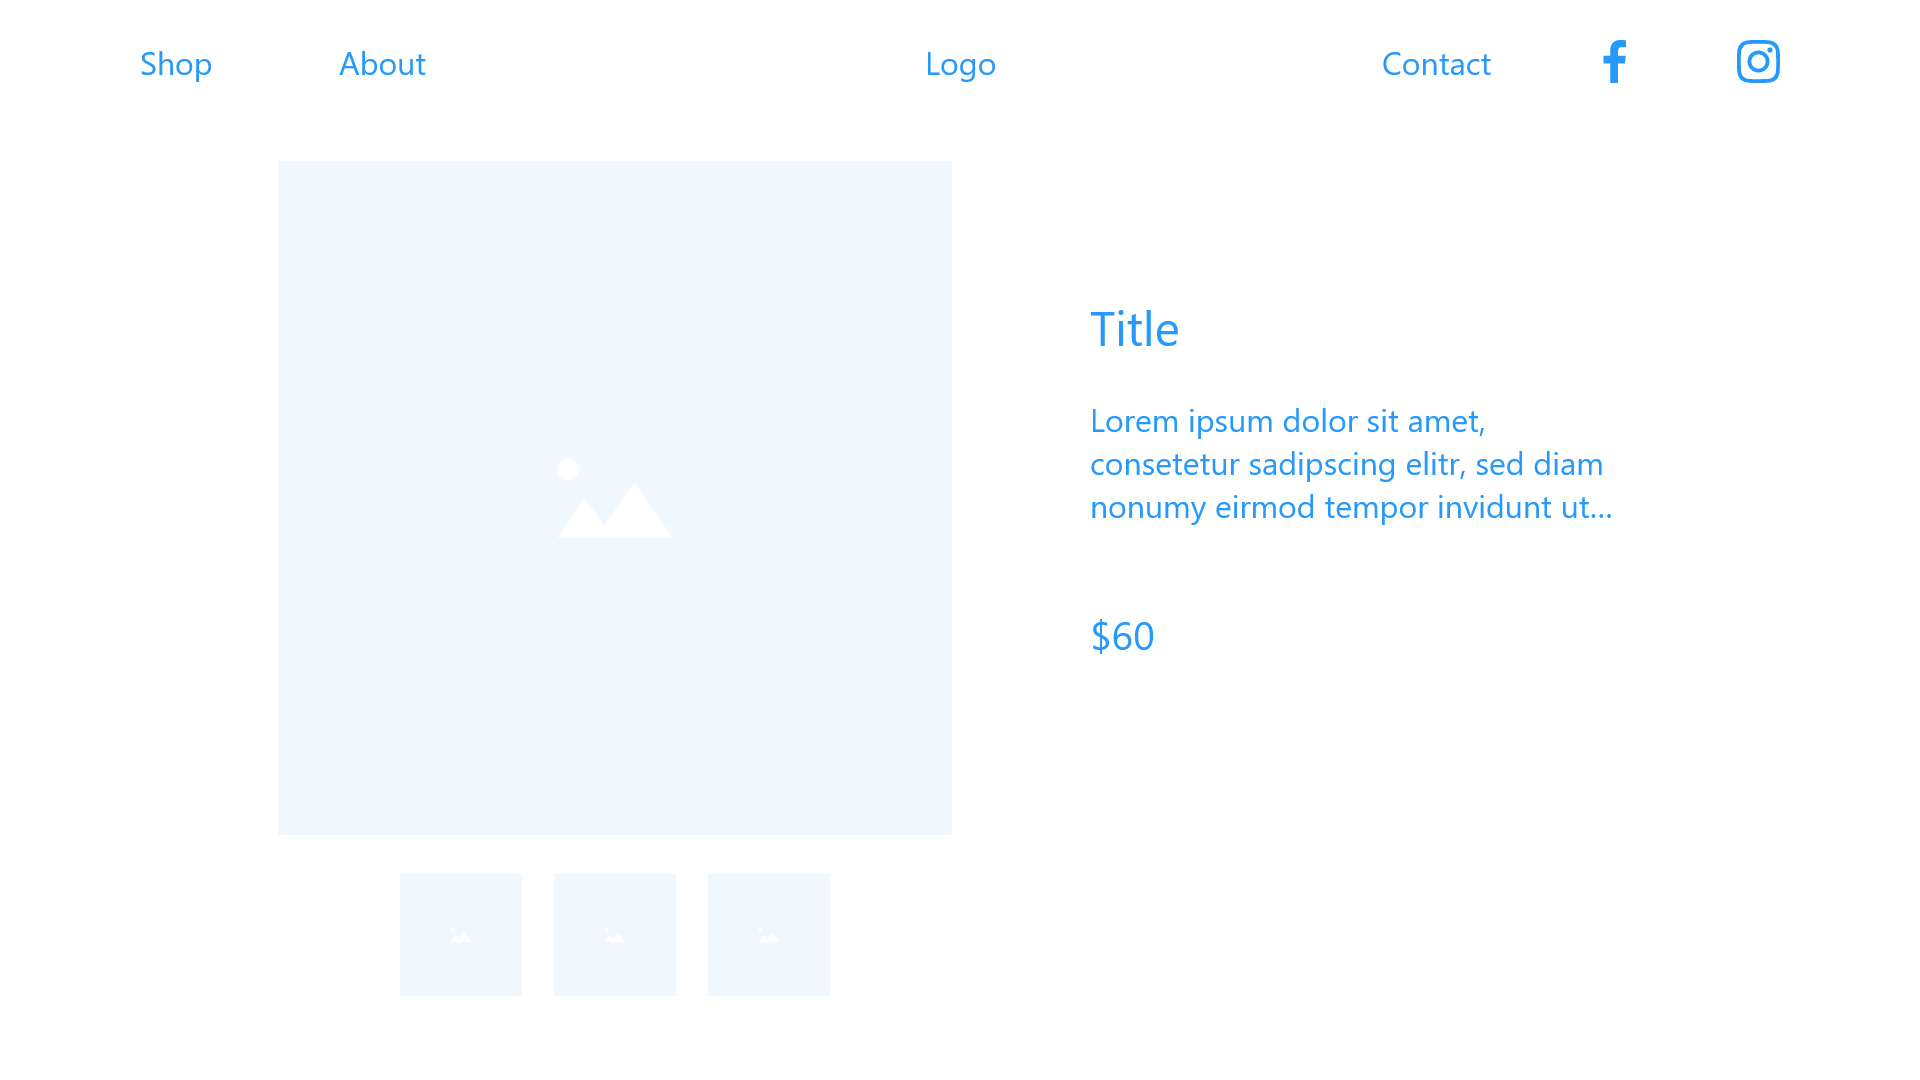 Shop
About
Logo
Contact
Title
Lorem ipsum dolor sit amet,
consetetur sadipscing elitr, sed diam
nonumy eirmod tempor invidunt ut...
$60